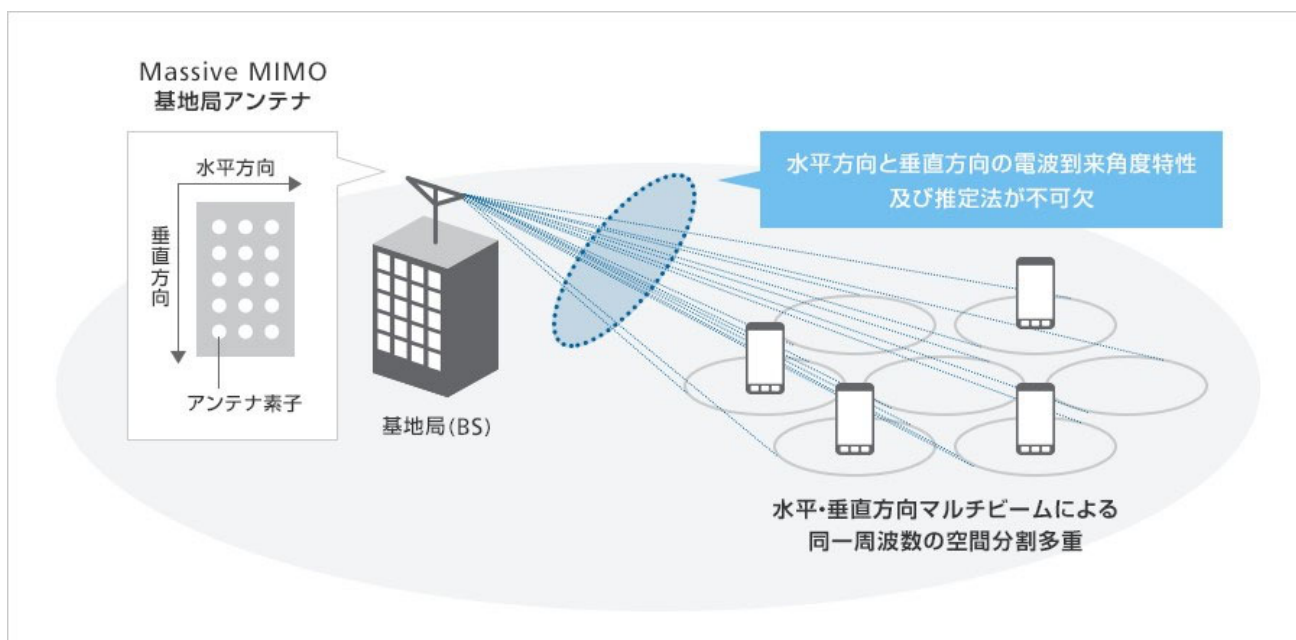 Massive MIMO
基地局アンテナ
水平方向
垂直方向
アンテナ素子
基地局(BS)
水平方向と垂直方向の電波到来角度特性
及び推定法が不可欠
水平・垂直方向マルチビームによる
同一周波数の空間分割多重